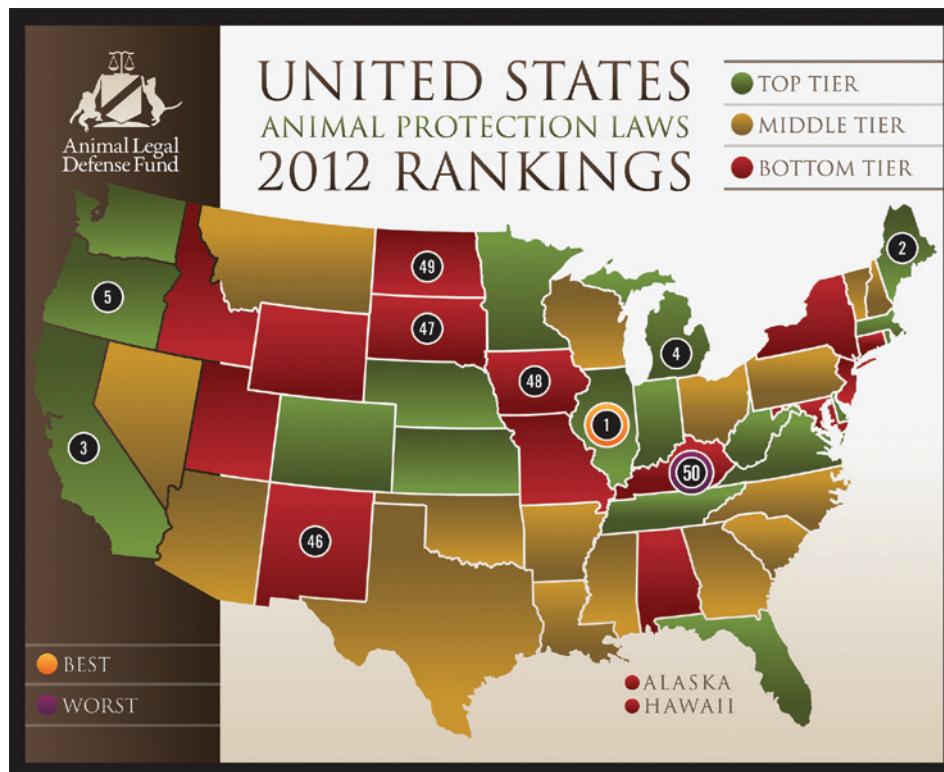 Animal Legal
Defense Fund
UNITED STATES
ANIMAL PROTECTION LAWS
2012 RANKINGS
TOP TIER
MIDDLE TIER
BOTTOM TIER
2
49
5
47
4
48
1
3
50
46
BEST
WORST
ALASKA
HAWAII